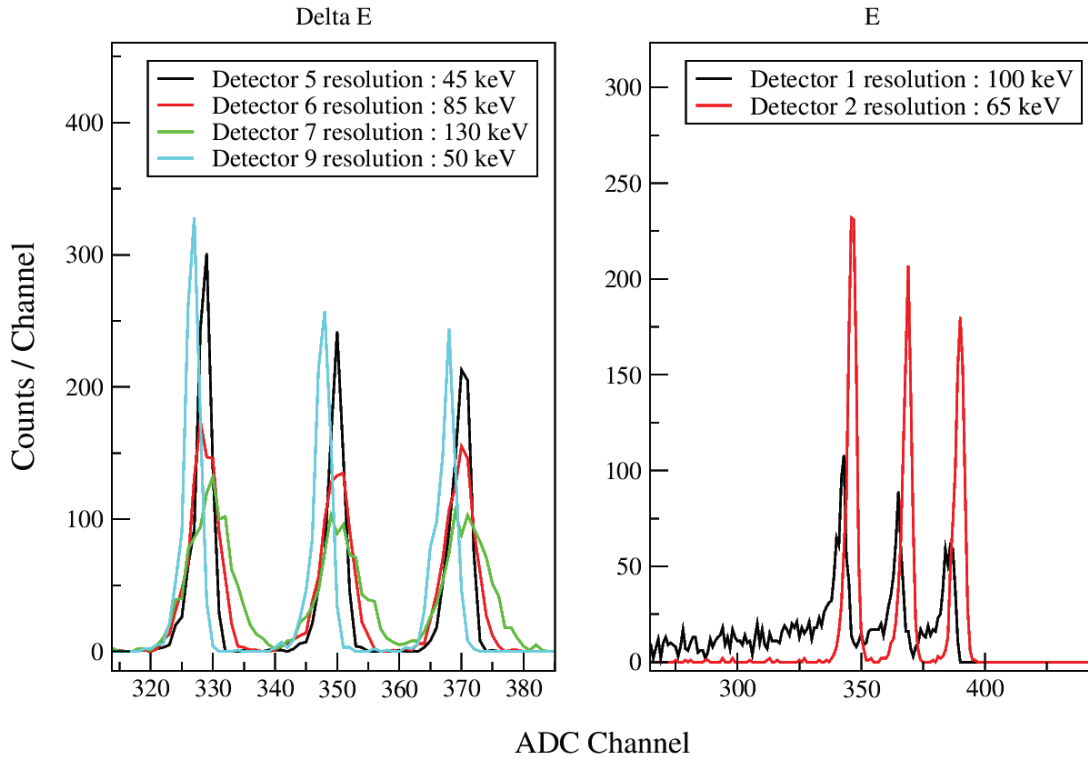 Delta E
E
Detector 5 resolution : 45 keV
Detector 6 resolution : 85 keV
Detector 7 resolution : 130 keV
Detector 9 resolution : 50 keV
Detector 1 resolution : 100 keV
Detector 2 resolution : 65 keV
Counts / Channel
400
300
200
100
0
320 330 340 350 360 370 380
300
250
200
150
100
50
0
300 350 400
ADC Channel